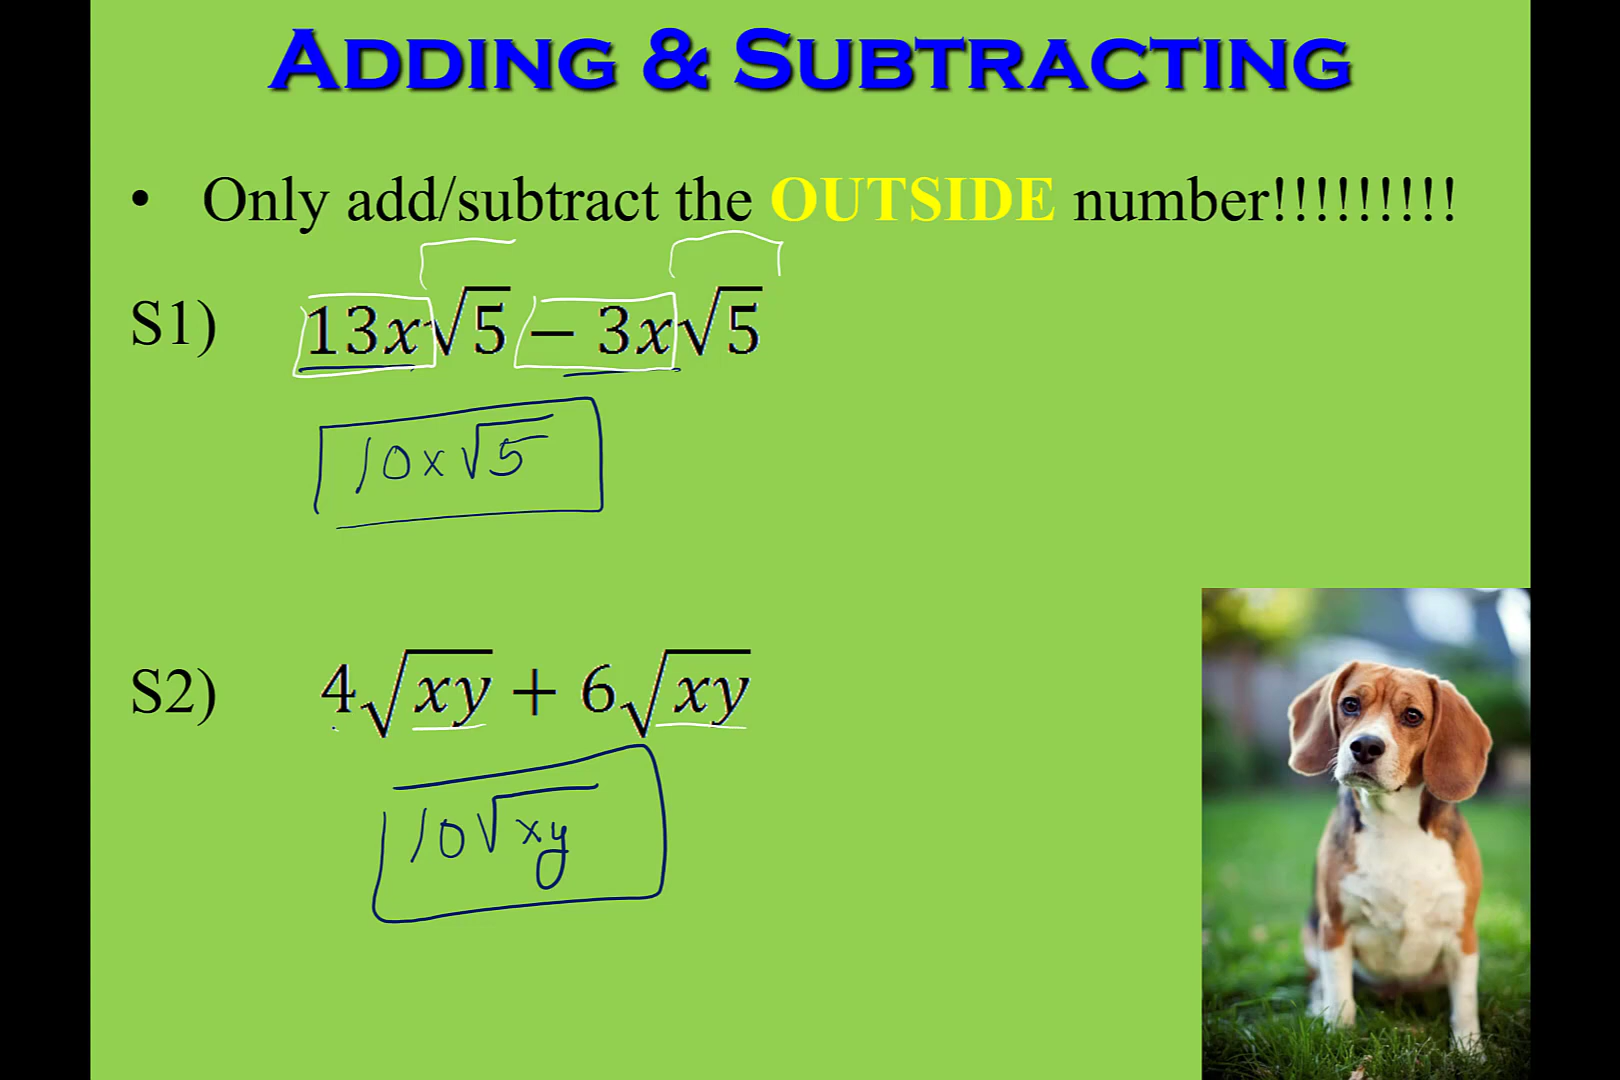 ADDING & SUBTRACTING
• Only add/subtract the OUTSIDE number!!!!!!!!!
S1) 13x√5 − 3x√5
10x√5
S2) 4√xy + 6√xy
10√xy